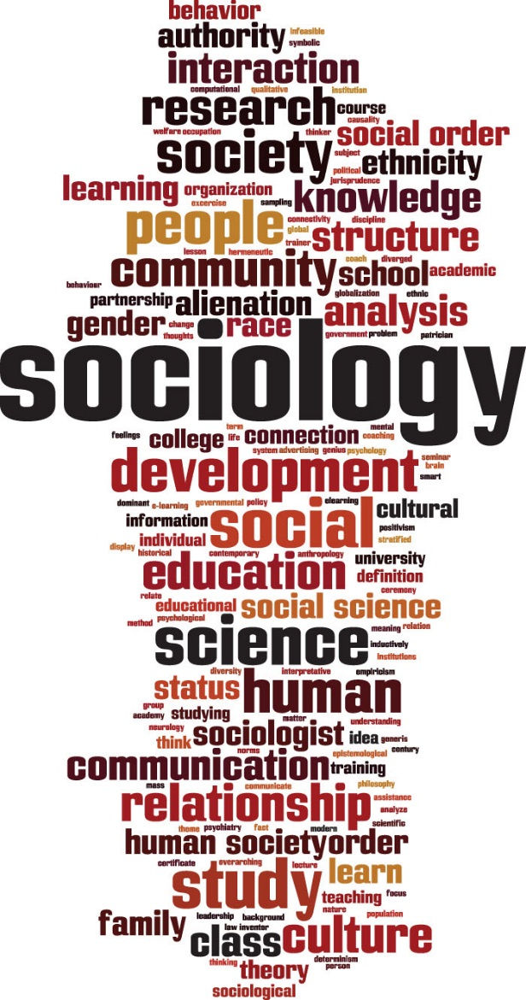 behavior
authority infeasible
symbolic
interaction
computational qualitative institution
research course
causality
welfare occupation thinker social order
society subject ethnicity
political
jurisprudence
learning organization knowledge
excercise sampling
people connectivity discipline
global structure
trainer
lesson hermeneutic coach diverged
community school academic
behaviour globalization ethnic
partnership alienation analysis
gender change race
thoughts government problem patrician
sociology
feelings college term life connection mental coaching
system advertising genius psychology
development seminar
brain
smart
dominant e-learning governmental policy elearning cultural
information social positivism
display individual stratified
historical contemporary anthropology university
education definition
relate ceremony
educational social science
method psychological
science meaning relation
inductively
institutions
diversity interpretative empiricism
status human
group
academy studying matter understanding
neurology sociologist idea generis
think norms epistemological century
communication training
mass communicate philosophy
relationship assistance
analyze
theme psychiatry fact modern scientific
human society order
certificate overarching lecture learn
study teaching focus
nature
family leadership background population
law inventor
class culture
thinking theory determinism
person
sociological